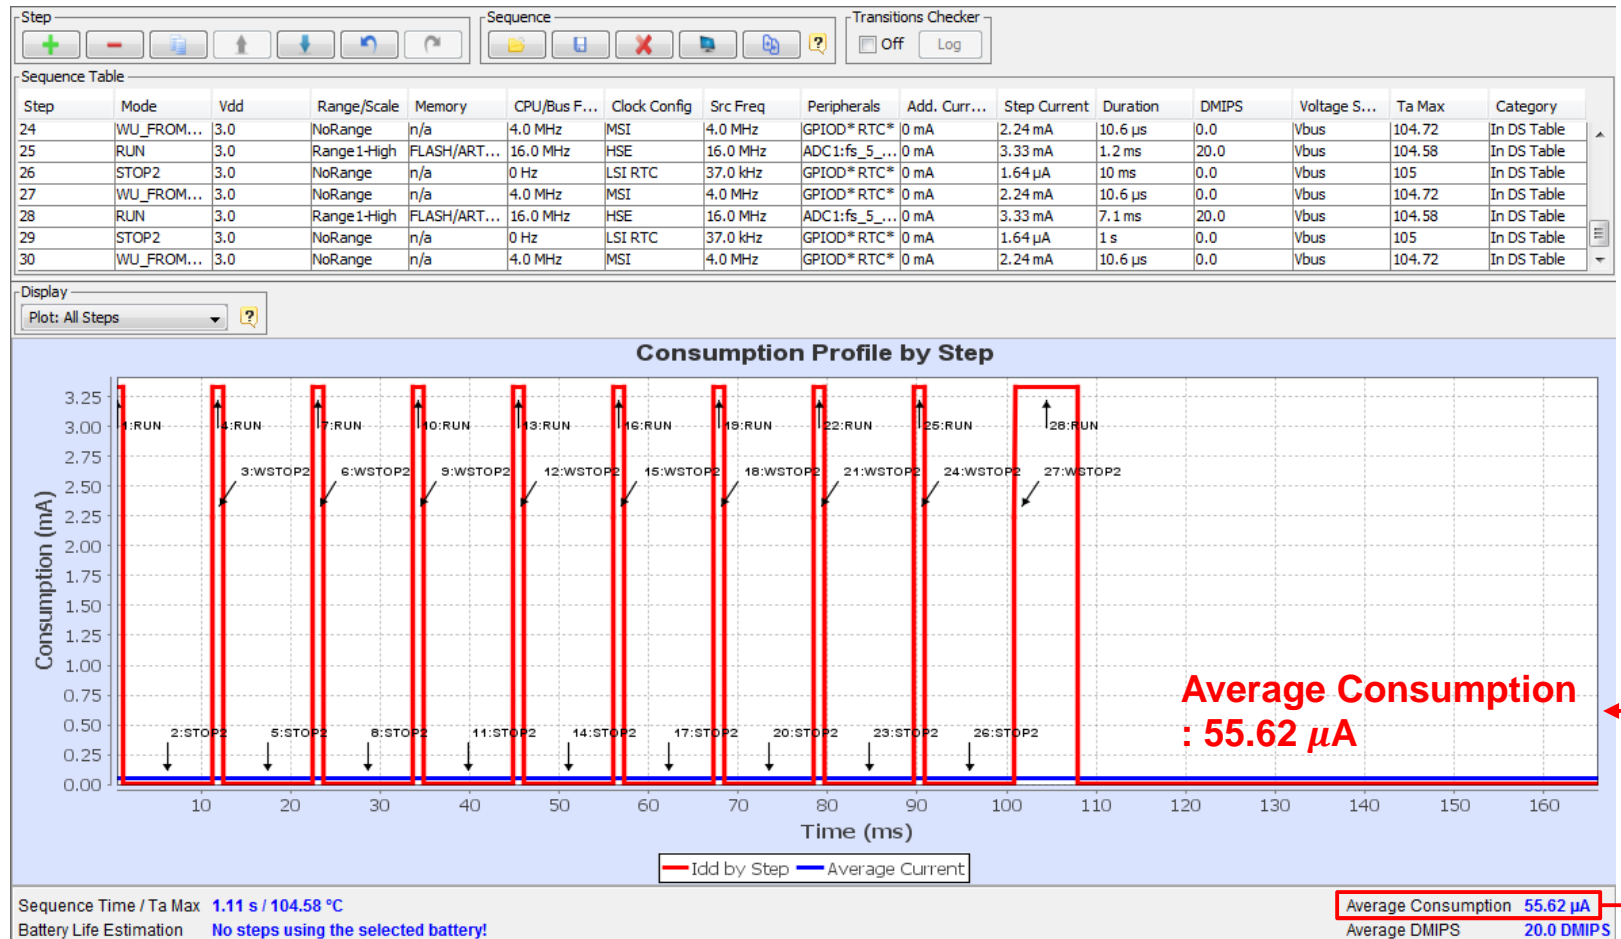 Step
Sequence
Transitions Checker
Off
Log
Sequence Table
Step Mode Vdd Range/Scale Memory CPU/Bus F... Clock Config Src Freq Peripherals Add. Curr... Step Current Duration DMIPS Voltage S... Ta Max Category
24 WU_FROM... 3.0 NoRange n/a 4.0 MHz MSI 4.0 MHz GPIOD* RTC* 0 mA 2.24 mA 10.6 µs 0.0 Vbus 104.72 In DS Table
25 RUN 3.0 Range1-High FLASH/ART... 16.0 MHz HSE 16.0 MHz ADC1:fs_5_... 0 mA 3.33 mA 1.2 ms 20.0 Vbus 104.58 In DS Table
26 STOP2 3.0 NoRange n/a 0 Hz LSI RTC 37.0 kHz GPIOD* RTC* 0 mA 1.64 µA 10 ms 0.0 Vbus 105 In DS Table
27 WU_FROM... 3.0 NoRange n/a 4.0 MHz MSI 4.0 MHz GPIOD* RTC* 0 mA 2.24 mA 10.6 µs 0.0 Vbus 104.72 In DS Table
28 RUN 3.0 Range1-High FLASH/ART... 16.0 MHz HSE 16.0 MHz ADC1:fs_5_... 0 mA 3.33 mA 7.1 ms 20.0 Vbus 104.58 In DS Table
29 STOP2 3.0 NoRange n/a 0 Hz LSI RTC 37.0 kHz GPIOD* RTC* 0 mA 1.64 µA 1 s 0.0 Vbus 105 In DS Table
30 WU_FROM... 3.0 NoRange n/a 4.0 MHz MSI 4.0 MHz GPIOD* RTC* 0 mA 2.24 mA 10.6 µs 0.0 Vbus 104.72 In DS Table
Display
Plot: All Steps
Consumption Profile by Step
Consumption (mA)
3.25
3.00
2.75
2.50
2.25
2.00
1.75
1.50
1.25
1.00
0.75
0.50
0.25
0.00
1:RUN 4:RUN 7:RUN 10:RUN 13:RUN 16:RUN 19:RUN 22:RUN 25:RUN 28:RUN
3:WSTOP2 6:WSTOP2 9:WSTOP2 12:WSTOP2 15:WSTOP2 18:WSTOP2 21:WSTOP2 24:WSTOP2 27:WSTOP2
2:STOP2 5:STOP2 8:STOP2 11:STOP2 14:STOP2 17:STOP2 20:STOP2 23:STOP2 26:STOP2
Average Consumption
: 55.62 µA
10 20 30 40 50 60 70 80 90 100 110 120 130 140 150 160
Time (ms)
Idd by Step Average Current
Sequence Time / Ta Max 1.11 s / 104.58 °C
Average Consumption 55.62 µA
Battery Life Estimation No steps using the selected battery!
Average DMIPS 20.0 DMIPS